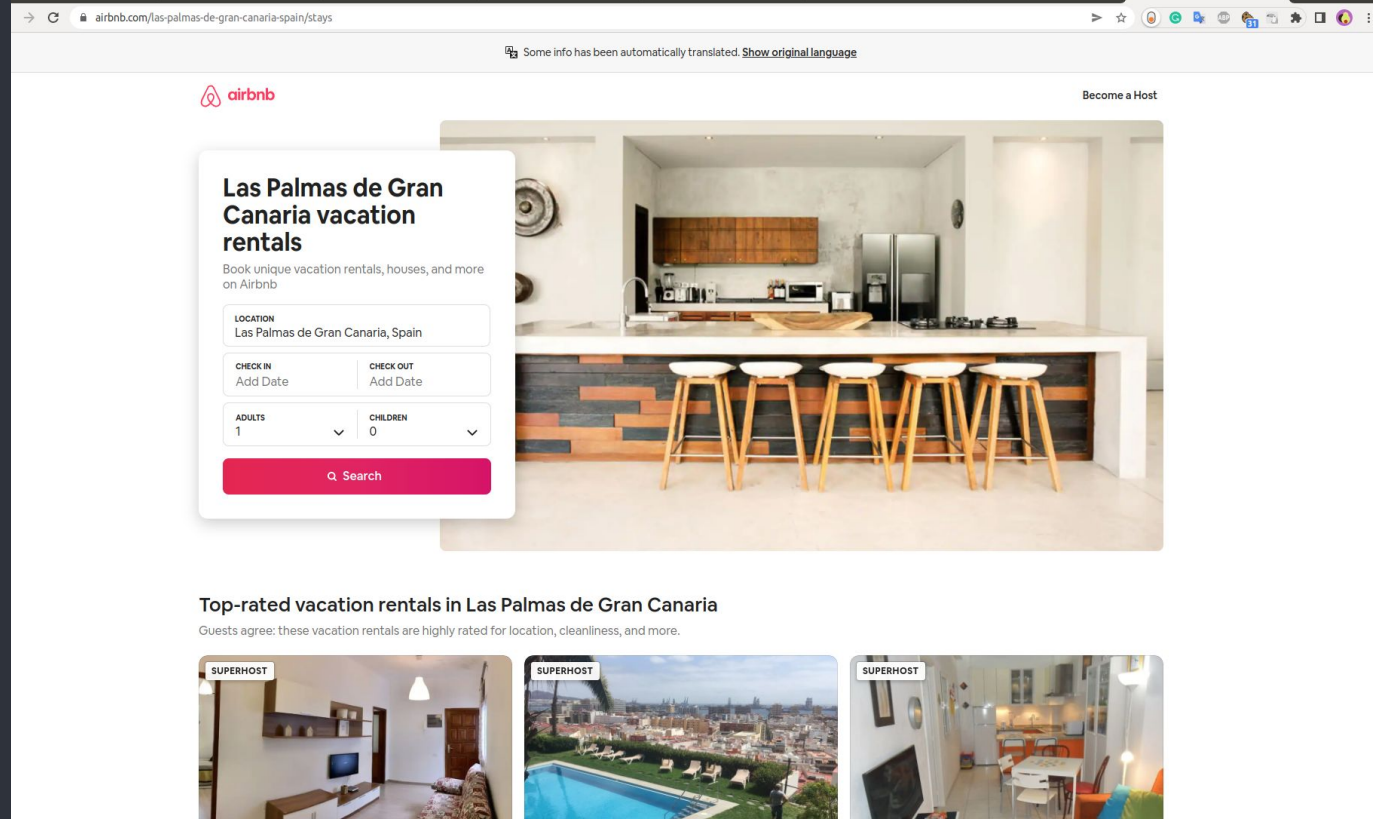 airbnb.com/las-palmas-de-gran-canaria-spain/stays
ABP
31
Some info has been automatically translated. Show original language
airbnb
Become a Host
Las Palmas de Gran
Canaria vacation
rentals
Book unique vacation rentals, houses, and more
on Airbnb
LOCATION
Las Palmas de Gran Canaria, Spain
CHECK IN
CHECK OUT
Add Date
Add Date
ADULTS
CHILDREN
1
0
Search
Top-rated vacation rentals in Las Palmas de Gran Canaria
Guests agree: these vacation rentals are highly rated for location, cleanliness, and more.
SUPERHOST
SUPERHOST
SUPERHOST